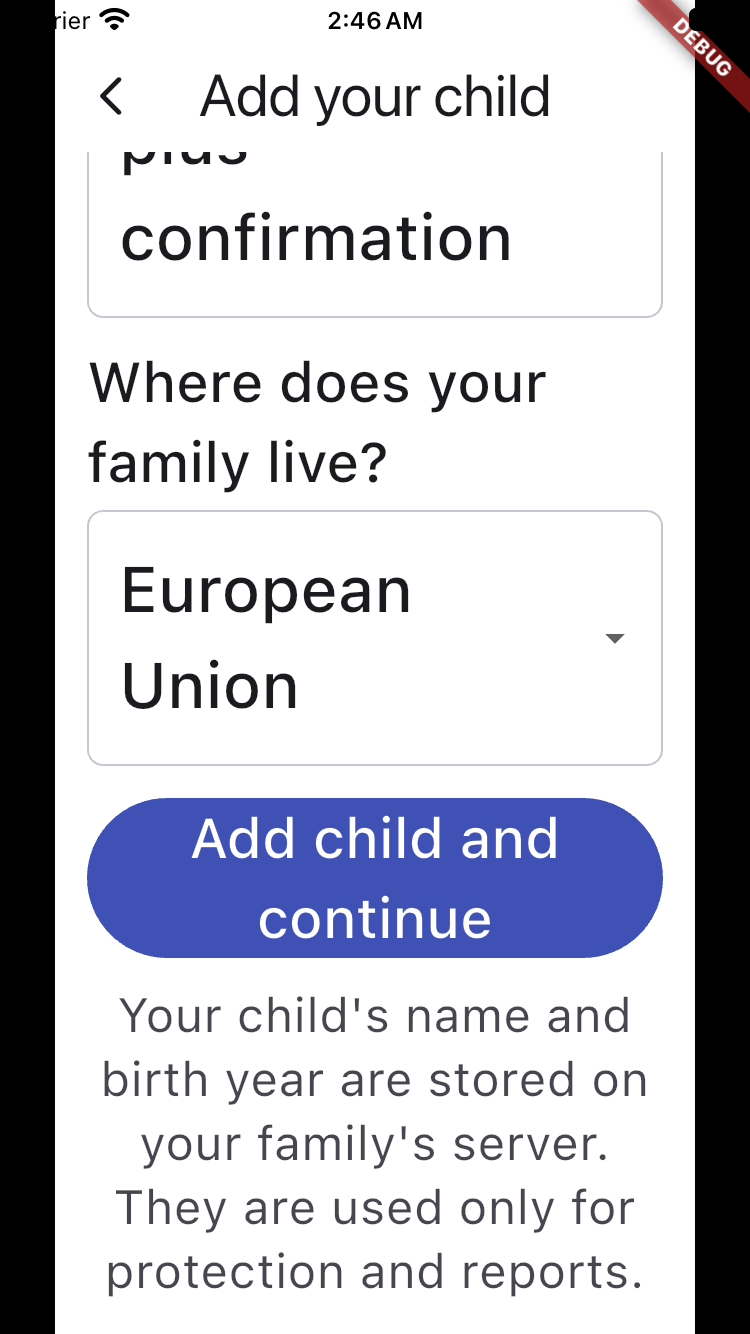 2:46 AM
DEBUG
Add your child
confirmation
Where does your
family live?
European
Union
Add child and
continue
Your child's name and
birth year are stored on
your family's server.
They are used only for
protection and reports.